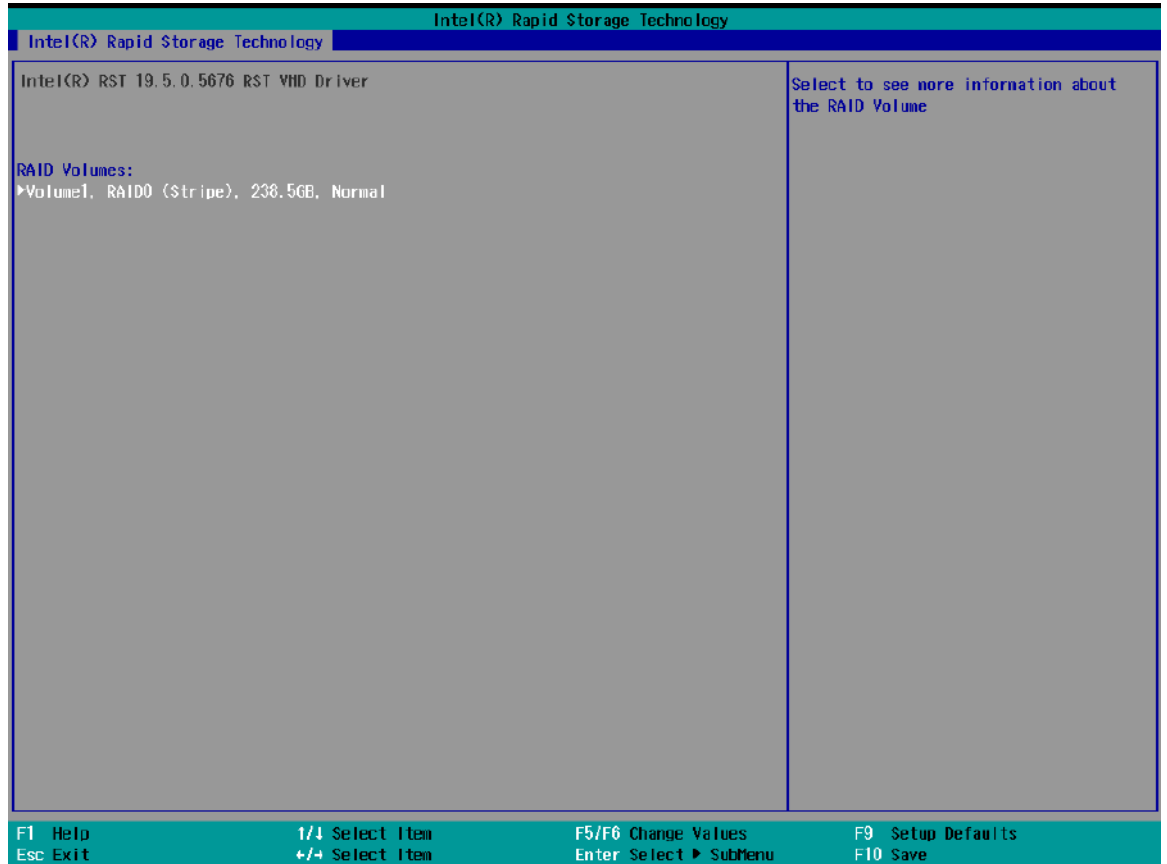 Intel(R) Rapid Storage Technology
Intel(R) Rapid Storage Technology
Intel(R) RST 19.5.0.5676 RST VMD Driver
Select to see more information about
the RAID Volume
RAID Volumes:
▶Volume1, RAID0 (Stripe), 238.5GB, Normal
F1 Help ↑/↓ Select Item F5/F6 Change Values F9 Setup Defaults
Esc Exit ←/→ Select Item Enter Select ▶ SubMenu F10 Save